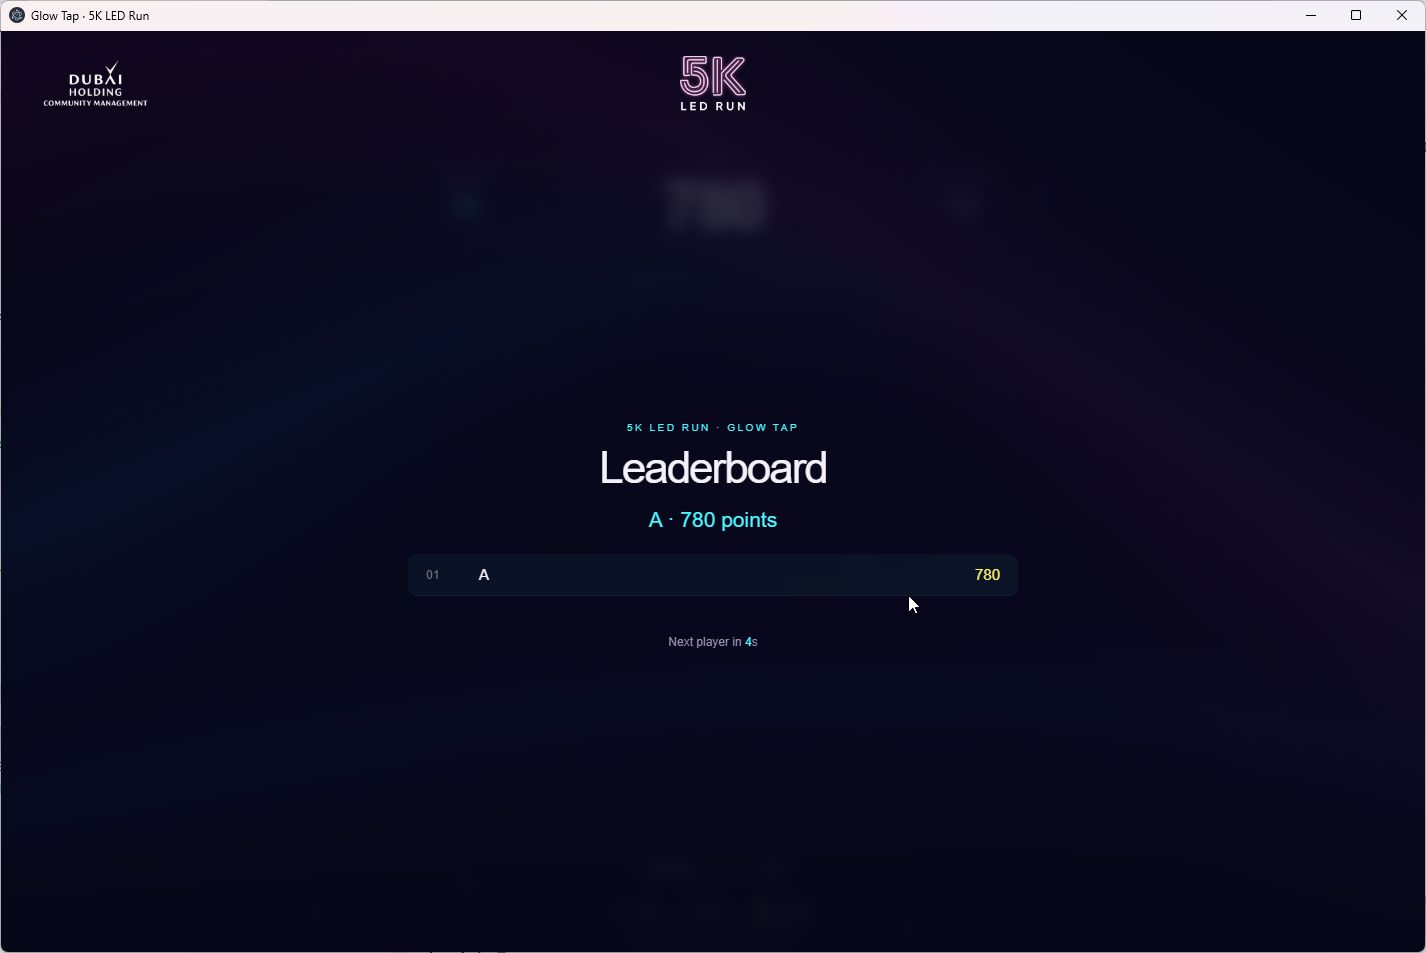 Glow Tap · 5K LED Run
DUBAI
HOLDING
COMMUNITY MANAGEMENT
5K
LED RUN
780
5K LED RUN · GLOW TAP
Leaderboard
A · 780 points
01 A 780
Next player in 4s